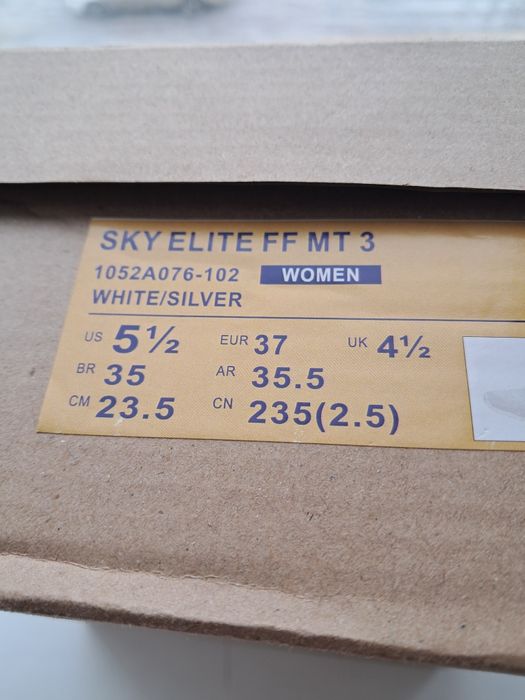 SKY ELITE FF MT 3
1052A076-102 WOMEN
WHITE/SILVER
US 5½ EUR 37 UK 4½
BR 35 AR 35.5
CM 23.5 CN 235(2.5)